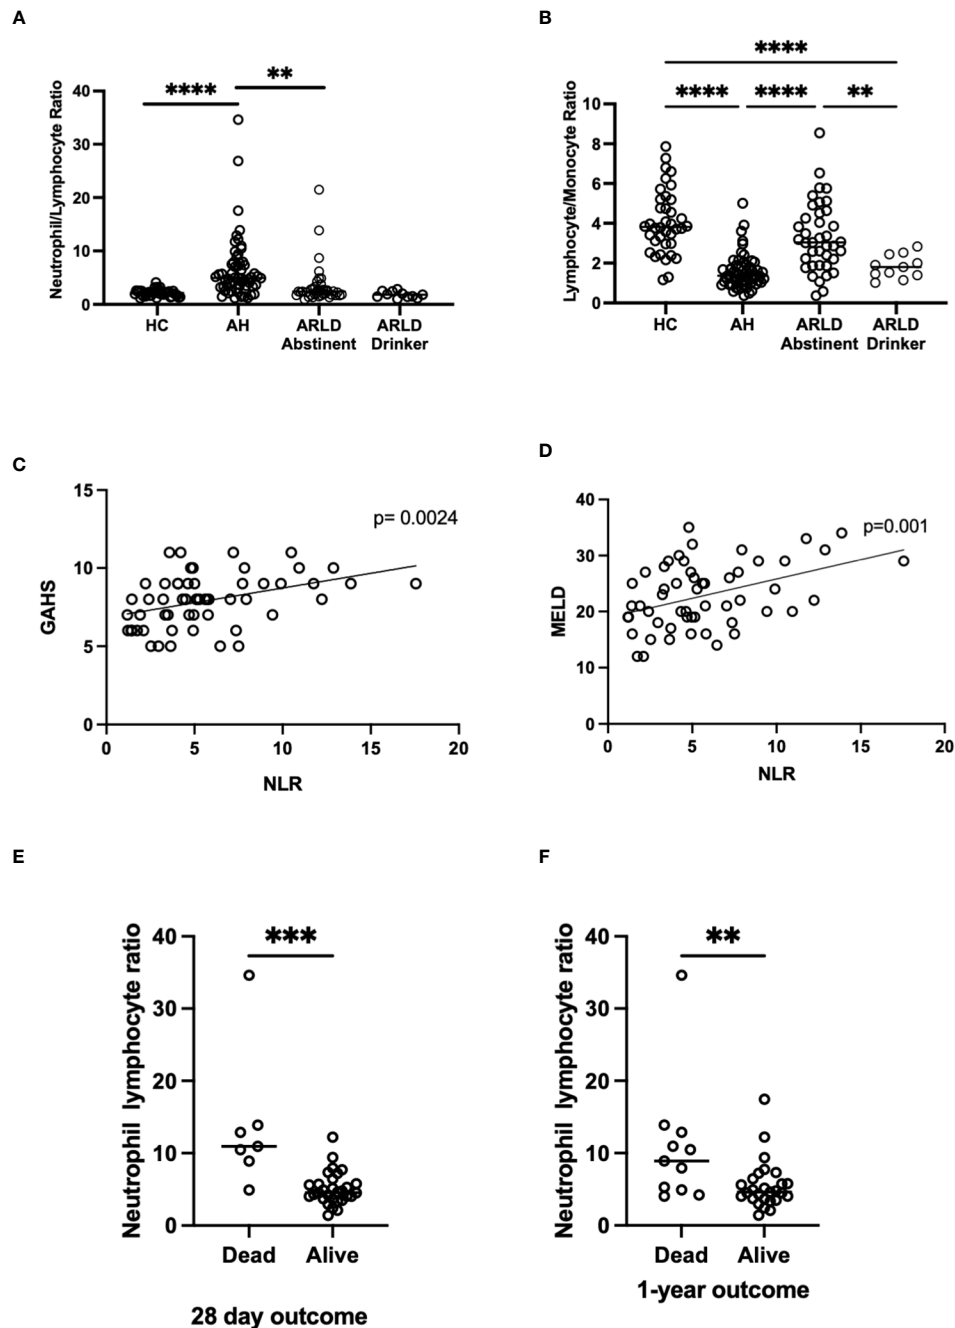 A
Neutrophil/Lymphocyte Ratio
****
**
40
30
20
10
0
HC
AH
ARLD
Abstinent
ARLD
Drinker
B
Lymphocyte/Monocyte Ratio
****
****
****
**
10
8
6
4
2
0
HC
AH
ARLD
Abstinent
ARLD
Drinker
C
GAHS
15
10
5
0
p= 0.0024
0
5
10
15
20
NLR
D
MELD
40
30
20
10
0
p=0.001
0
5
10
15
20
NLR
E
Neutrophil lymphocyte ratio
***
40
30
20
10
0
Dead
Alive
28 day outcome
F
Neutrophil lymphocyte ratio
**
40
30
20
10
0
Dead
Alive
1-year outcome